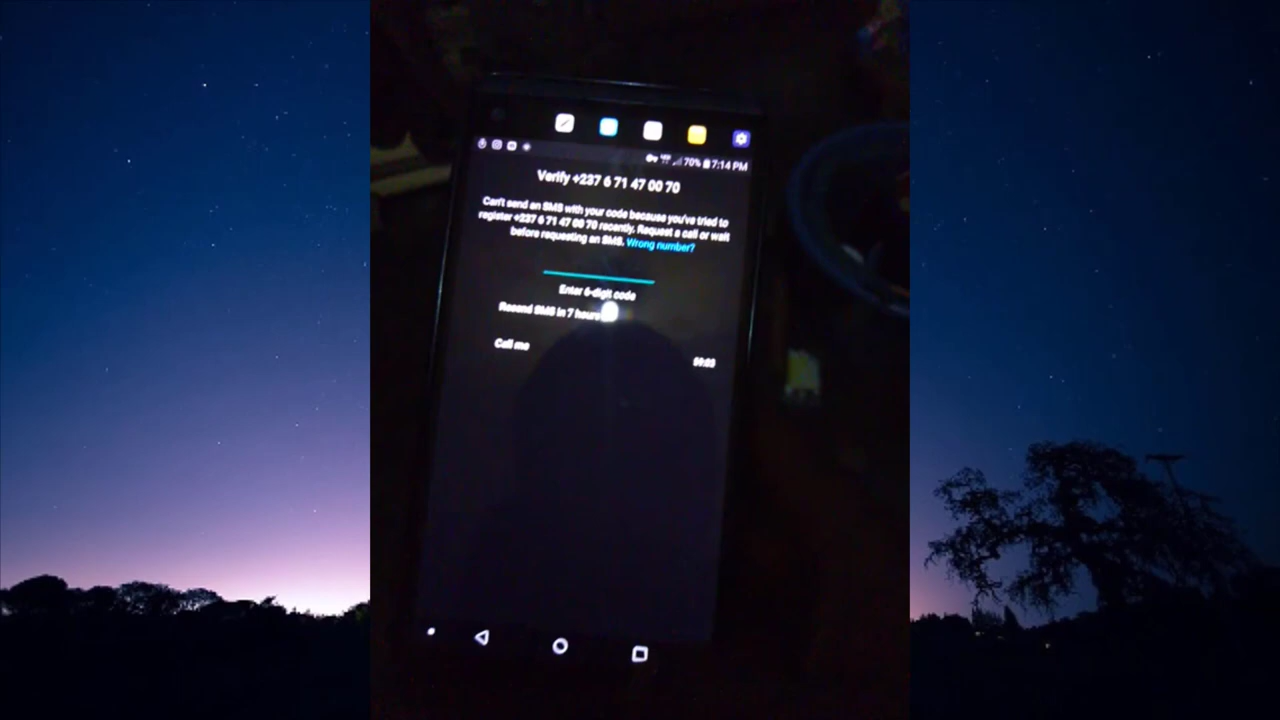 70% 7:14 PM
Verify +237 6 71 47 00 70
Can't send an SMS with your code because you've tried to
register +237 6 71 47 00 70 recently. Request a call or wait
before requesting an SMS. Wrong number?
Enter 6-digit code
Resend SMS in 7 hours
Call me